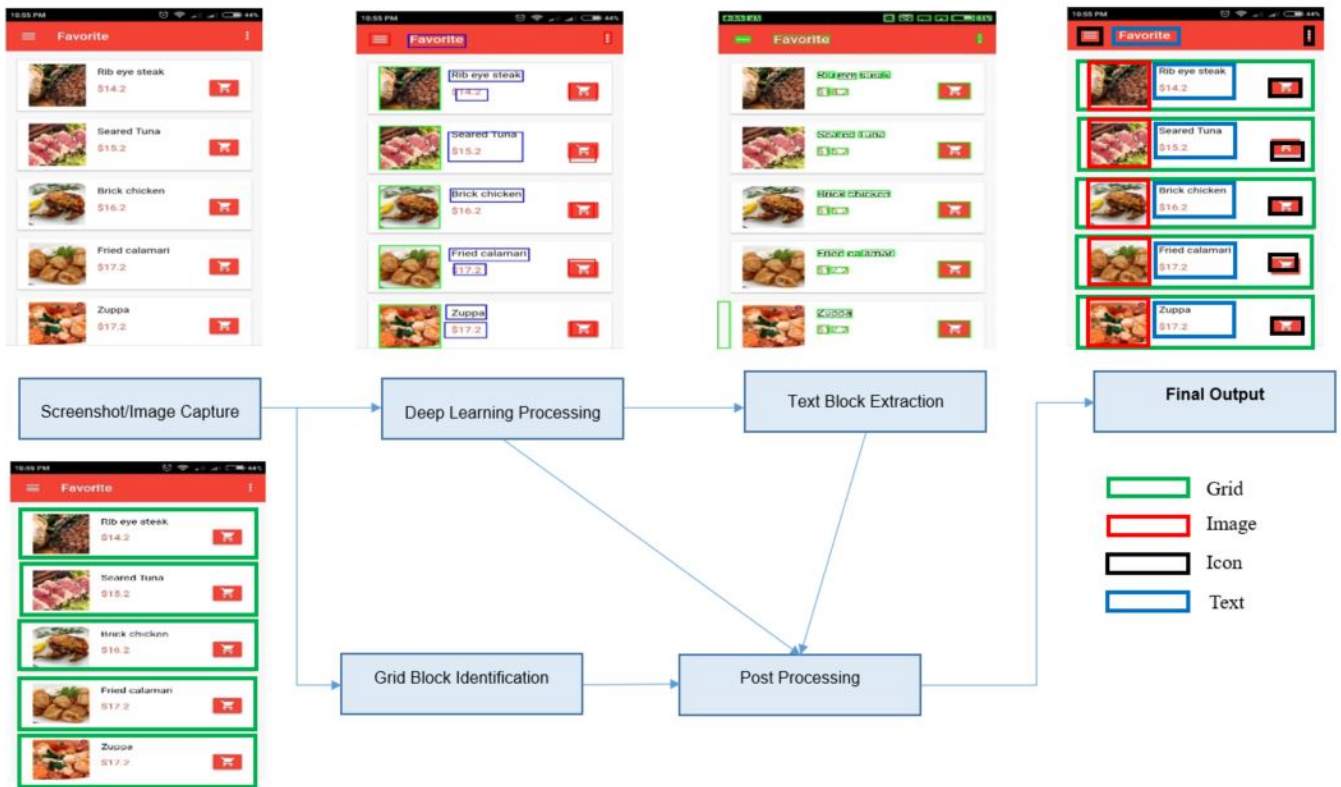 10:55 PM
44%
Favorite
Rib eye steak
$14.2
Seared Tuna
$15.2
Brick chicken
$16.2
Fried calamari
$17.2
Zuppa
$17.2
10:55 PM
44%
Favorite
Rib eye steak
$14.2
Seared Tuna
$15.2
Brick chicken
$16.2
Fried calamari
$17.2
Zuppa
$17.2
Favorite
Zuppa
10:55 PM
44%
Favorite
Rib eye steak
$14.2
Seared Tuna
$15.2
Brick chicken
$16.2
Fried calamari
$17.2
Zuppa
$17.2
Screenshot/Image Capture
Deep Learning Processing
Text Block Extraction
Final Output
10:55 PM
44%
Favorite
Rib eye steak
$14.2
Seared Tuna
$15.2
Brick chicken
$16.2
Fried calamari
$17.2
Zuppa
$17.2
Grid Block Identification
Post Processing
Grid
Image
Icon
Text